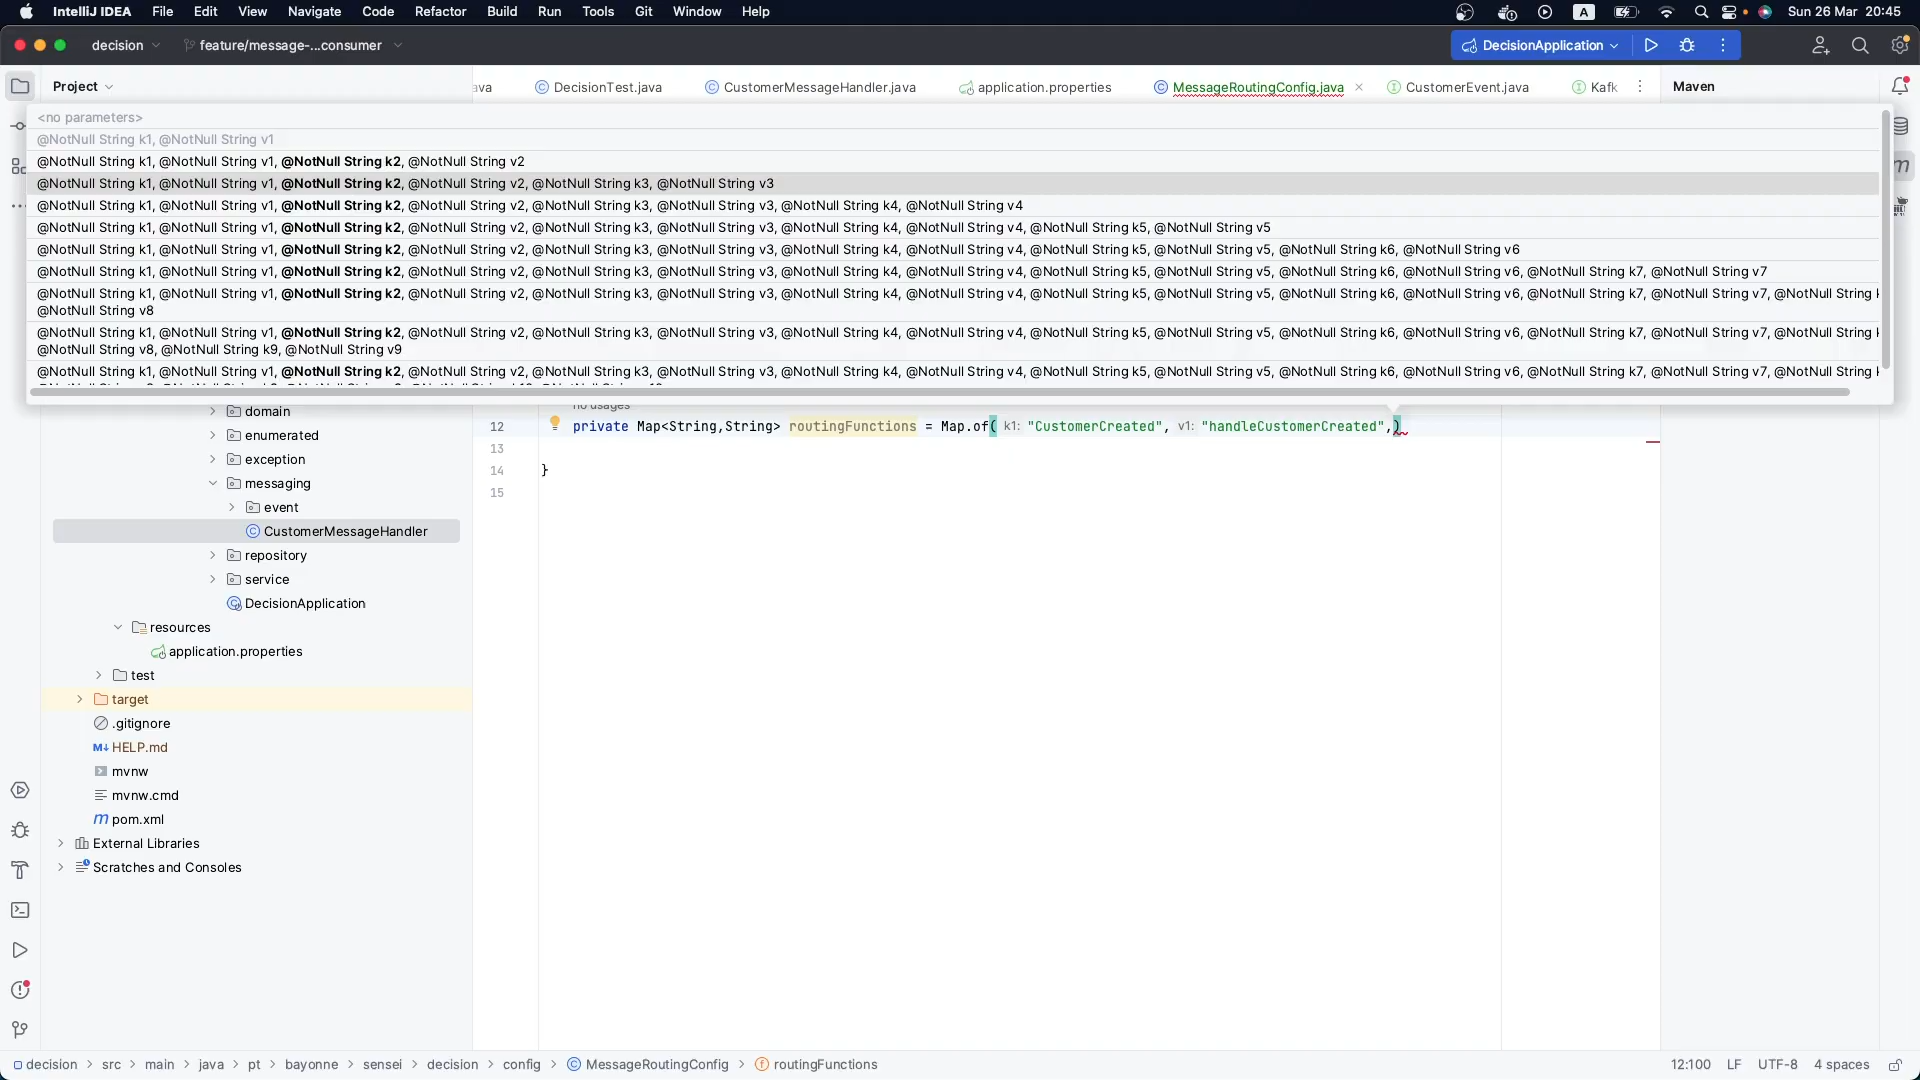 IntelliJ IDEA File Edit View Navigate Code Refactor Build Run Tools Git Window Help A Sun 26 Mar 20:45
decision feature/message-...consumer DecisionApplication
Project ava DecisionTest.java CustomerMessageHandler.java application.properties MessageRoutingConfig.java CustomerEvent.java Kafk Maven
<no parameters>
@NotNull String k1, @NotNull String v1
@NotNull String k1, @NotNull String v1, @NotNull String k2, @NotNull String v2
@NotNull String k1, @NotNull String v1, @NotNull String k2, @NotNull String v2, @NotNull String k3, @NotNull String v3
@NotNull String k1, @NotNull String v1, @NotNull String k2, @NotNull String v2, @NotNull String k3, @NotNull String v3, @NotNull String k4, @NotNull String v4
@NotNull String k1, @NotNull String v1, @NotNull String k2, @NotNull String v2, @NotNull String k3, @NotNull String v3, @NotNull String k4, @NotNull String v4, @NotNull String k5, @NotNull String v5
@NotNull String k1, @NotNull String v1, @NotNull String k2, @NotNull String v2, @NotNull String k3, @NotNull String v3, @NotNull String k4, @NotNull String v4, @NotNull String k5, @NotNull String v5, @NotNull String k6, @NotNull String v6
@NotNull String k1, @NotNull String v1, @NotNull String k2, @NotNull String v2, @NotNull String k3, @NotNull String v3, @NotNull String k4, @NotNull String v4, @NotNull String k5, @NotNull String v5, @NotNull String k6, @NotNull String v6, @NotNull String k7, @NotNull String v7
@NotNull String k1, @NotNull String v1, @NotNull String k2, @NotNull String v2, @NotNull String k3, @NotNull String v3, @NotNull String k4, @NotNull String v4, @NotNull String k5, @NotNull String v5, @NotNull String k6, @NotNull String v6, @NotNull String k7, @NotNull String v7, @NotNull String
@NotNull String v8
@NotNull String k1, @NotNull String v1, @NotNull String k2, @NotNull String v2, @NotNull String k3, @NotNull String v3, @NotNull String k4, @NotNull String v4, @NotNull String k5, @NotNull String v5, @NotNull String k6, @NotNull String v6, @NotNull String k7, @NotNull String v7, @NotNull String
@NotNull String v8, @NotNull String k9, @NotNull String v9
@NotNull String k1, @NotNull String v1, @NotNull String k2, @NotNull String v2, @NotNull String k3, @NotNull String v3, @NotNull String k4, @NotNull String v4, @NotNull String k5, @NotNull String v5, @NotNull String k6, @NotNull String v6, @NotNull String k7, @NotNull String v7, @NotNull String
no usages
domain
12 private Map<String,String> routingFunctions = Map.of( k1: "CustomerCreated", v1: "handleCustomerCreated",)
enumerated
13
exception
14 }
messaging
15
event
CustomerMessageHandler
repository
service
DecisionApplication
resources
application.properties
test
target
.gitignore
M↓ HELP.md
mvnw
mvnw.cmd
m pom.xml
External Libraries
Scratches and Consoles
decision > src > main > java > pt > bayonne > sensei > decision > config > MessageRoutingConfig > routingFunctions 12:100 LF UTF-8 4 spaces